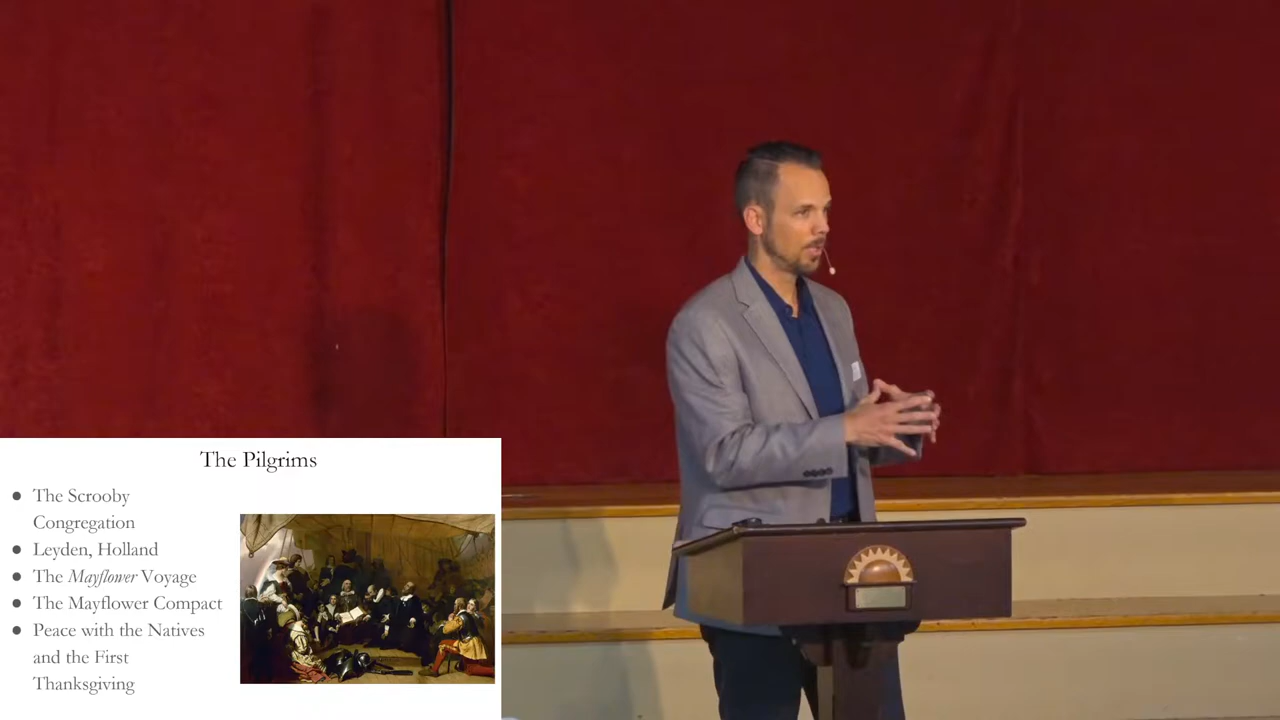 The Pilgrims
● The Scrooby
Congregation
● Leyden, Holland
● The Mayflower Voyage
● The Mayflower Compact
● Peace with the Natives
and the First
Thanksgiving